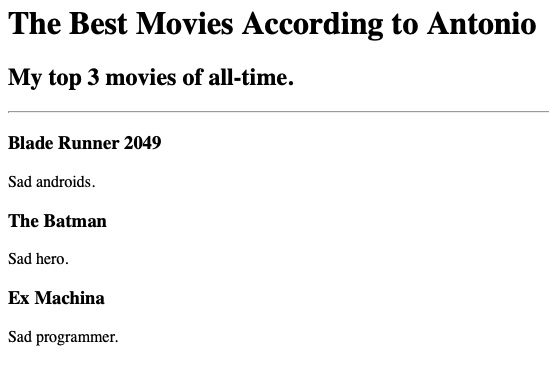 The Best Movies According to Antonio
My top 3 movies of all-time.
Blade Runner 2049
Sad androids.
The Batman
Sad hero.
Ex Machina
Sad programmer.